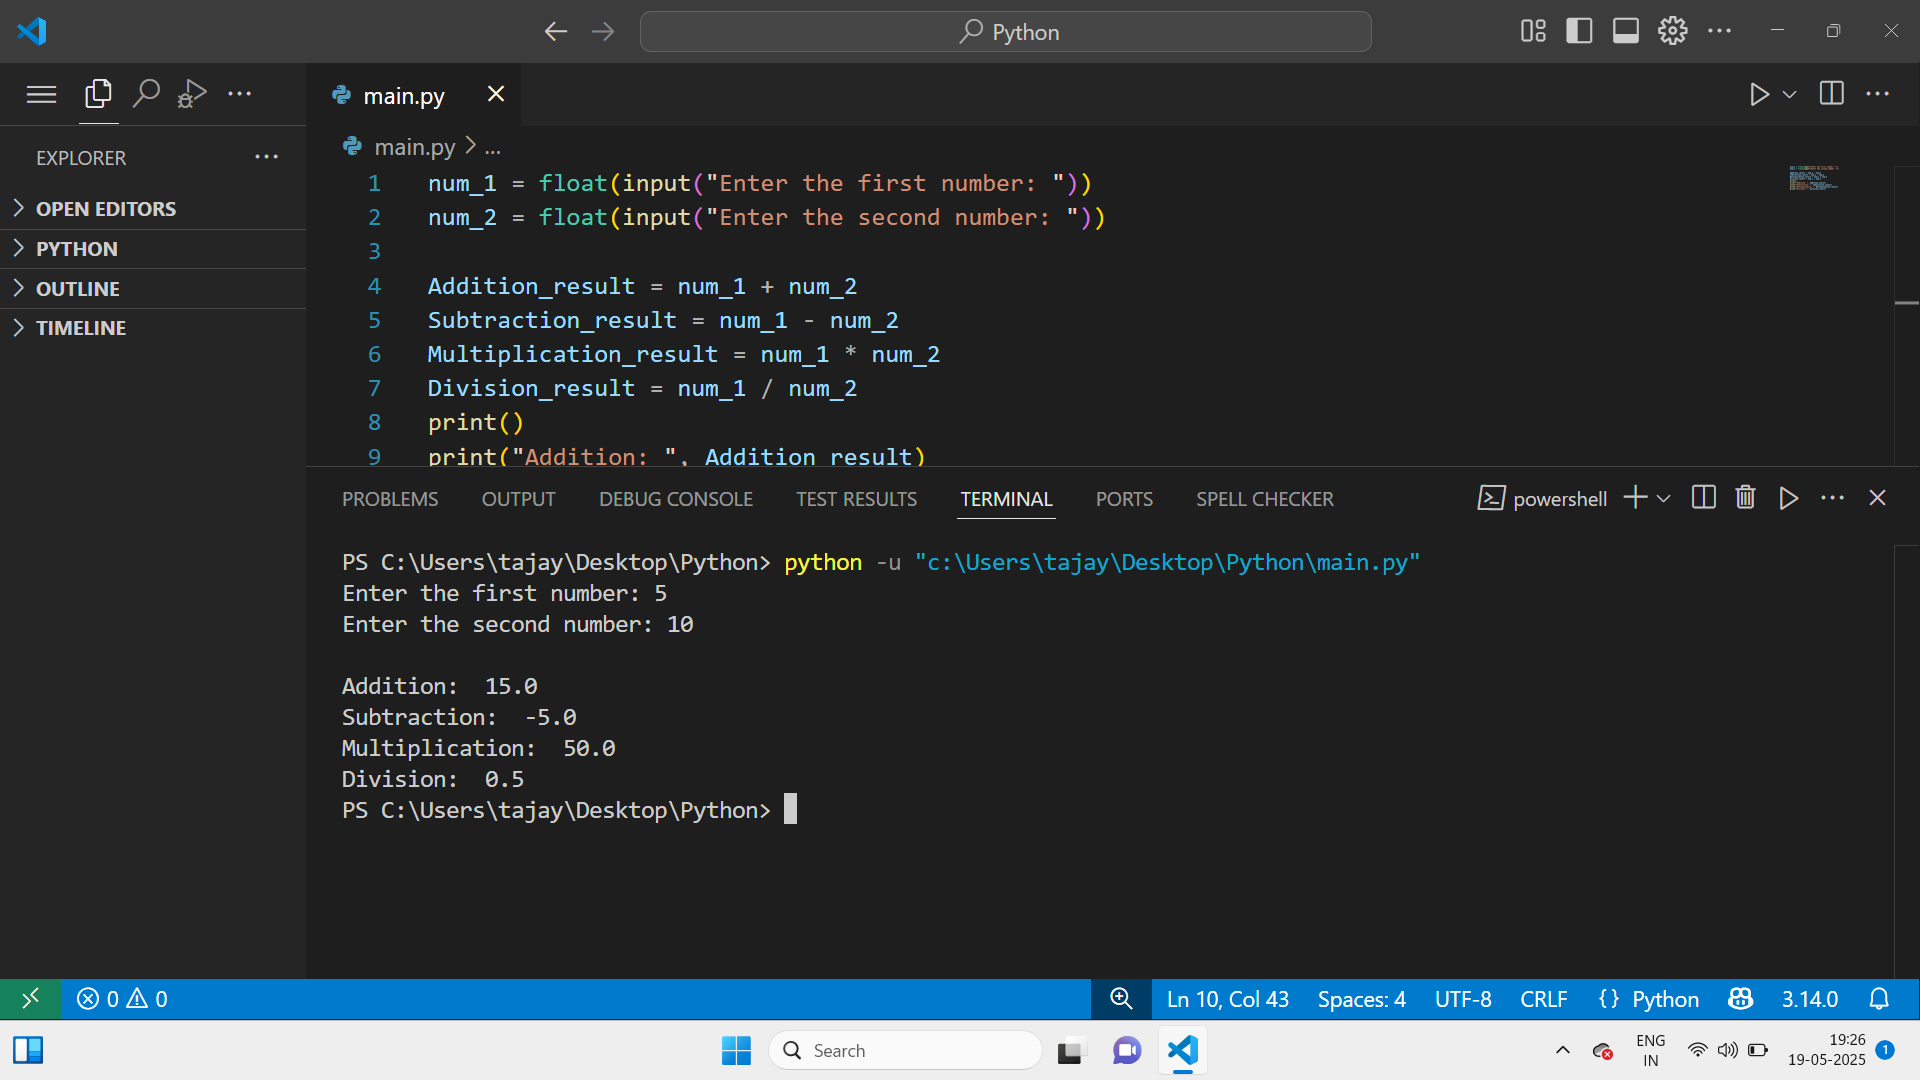 Python
main.py
EXPLORER
OPEN EDITORS
PYTHON
OUTLINE
TIMELINE
main.py > ...
1 num_1 = float(input("Enter the first number: "))
2 num_2 = float(input("Enter the second number: "))
3
4 Addition_result = num_1 + num_2
5 Subtraction_result = num_1 - num_2
6 Multiplication_result = num_1 * num_2
7 Division_result = num_1 / num_2
8 print()
9 print("Addition: ", Addition_result)
PROBLEMS OUTPUT DEBUG CONSOLE TEST RESULTS TERMINAL PORTS SPELL CHECKER powershell
PS C:\Users\tajay\Desktop\Python> python -u "c:\Users\tajay\Desktop\Python\main.py"
Enter the first number: 5
Enter the second number: 10
Addition:  15.0
Subtraction:  -5.0
Multiplication:  50.0
Division:  0.5
PS C:\Users\tajay\Desktop\Python>
0 0 Ln 10, Col 43 Spaces: 4 UTF-8 CRLF {} Python 3.14.0
Search
ENG
IN
19:26
19-05-2025
1